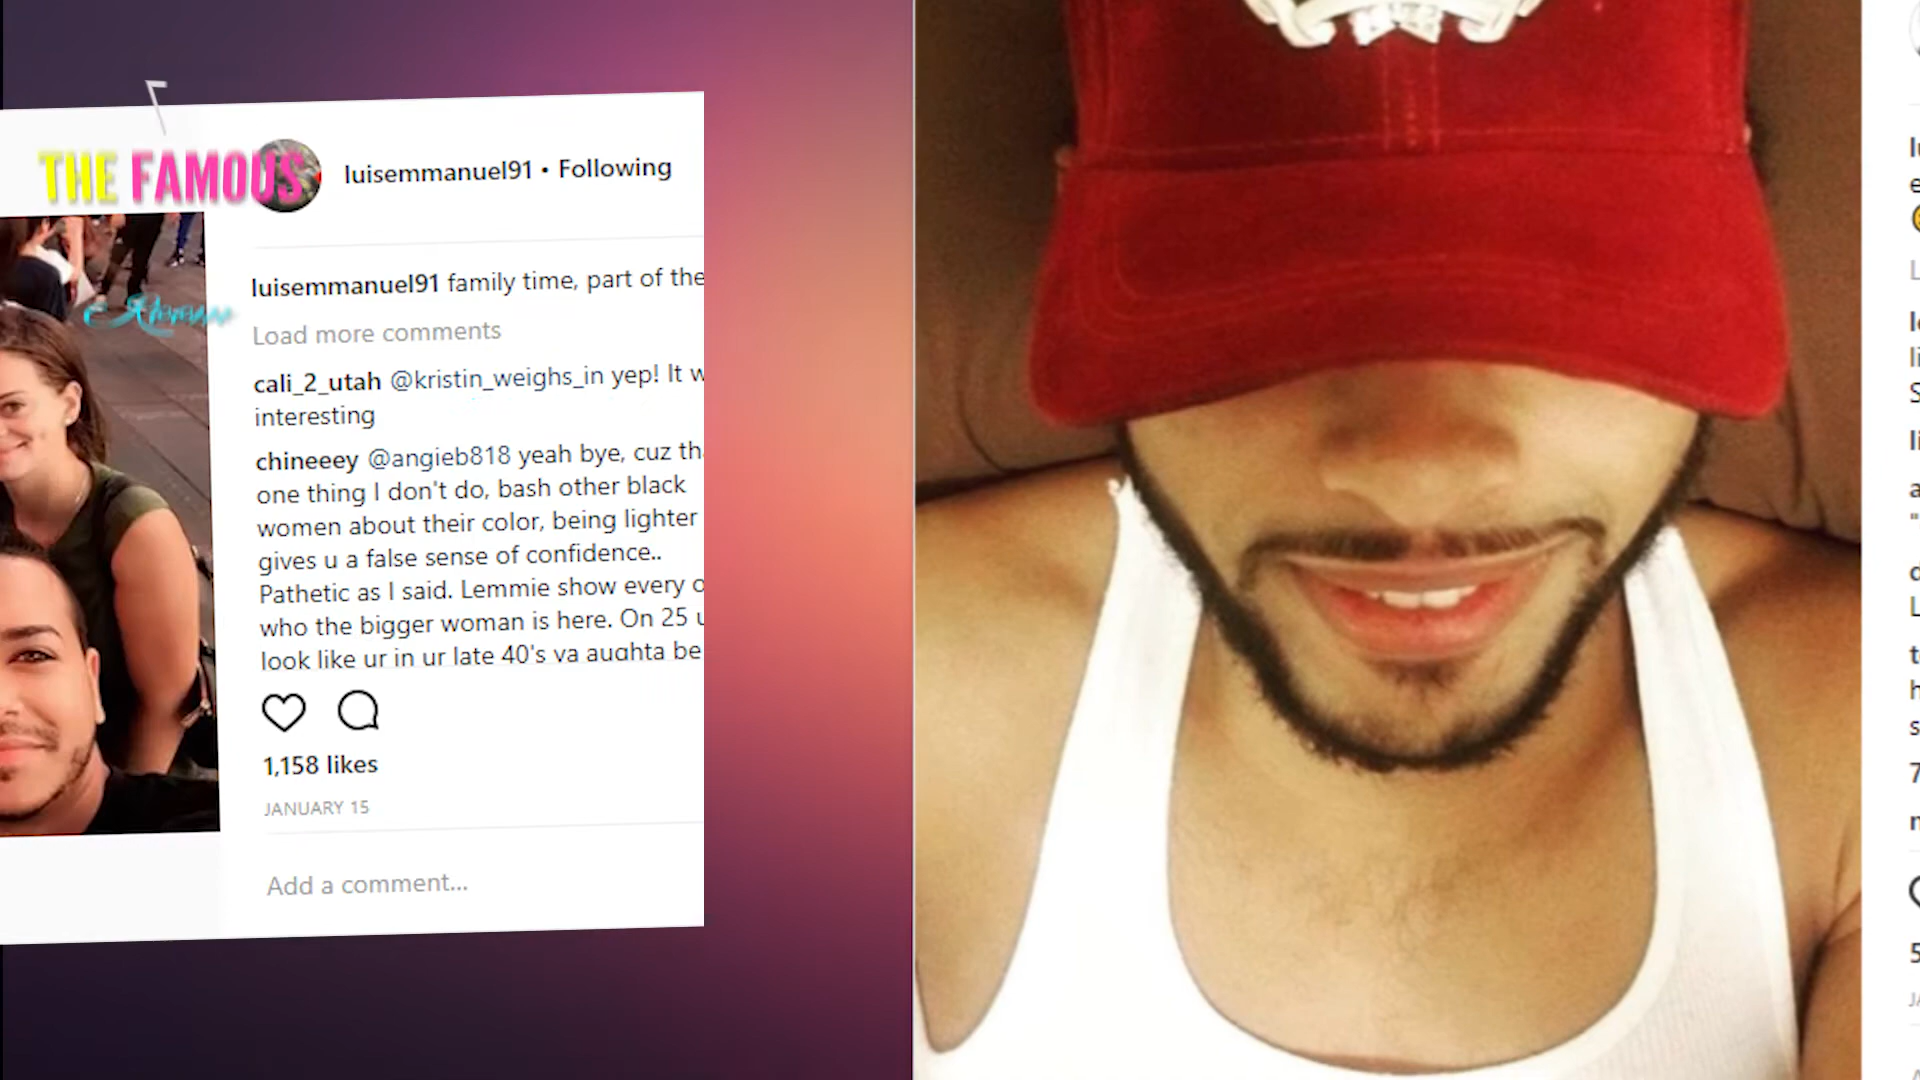 THE FAMOUS
luisemmanuel91 • Following
luisemmanuel91 family time, part of the
Load more comments
cali_2_utah @kristin_weighs_in yep! It w
interesting
chineeey @angieb818 yeah bye, cuz th
one thing I don't do, bash other black
women about their color, being lighter
gives u a false sense of confidence..
Pathetic as I said. Lemmie show every o
who the bigger woman is here. On 25 u
look like ur in ur late 40's ya aughta be
1,158 likes
JANUARY 15
Add a comment...